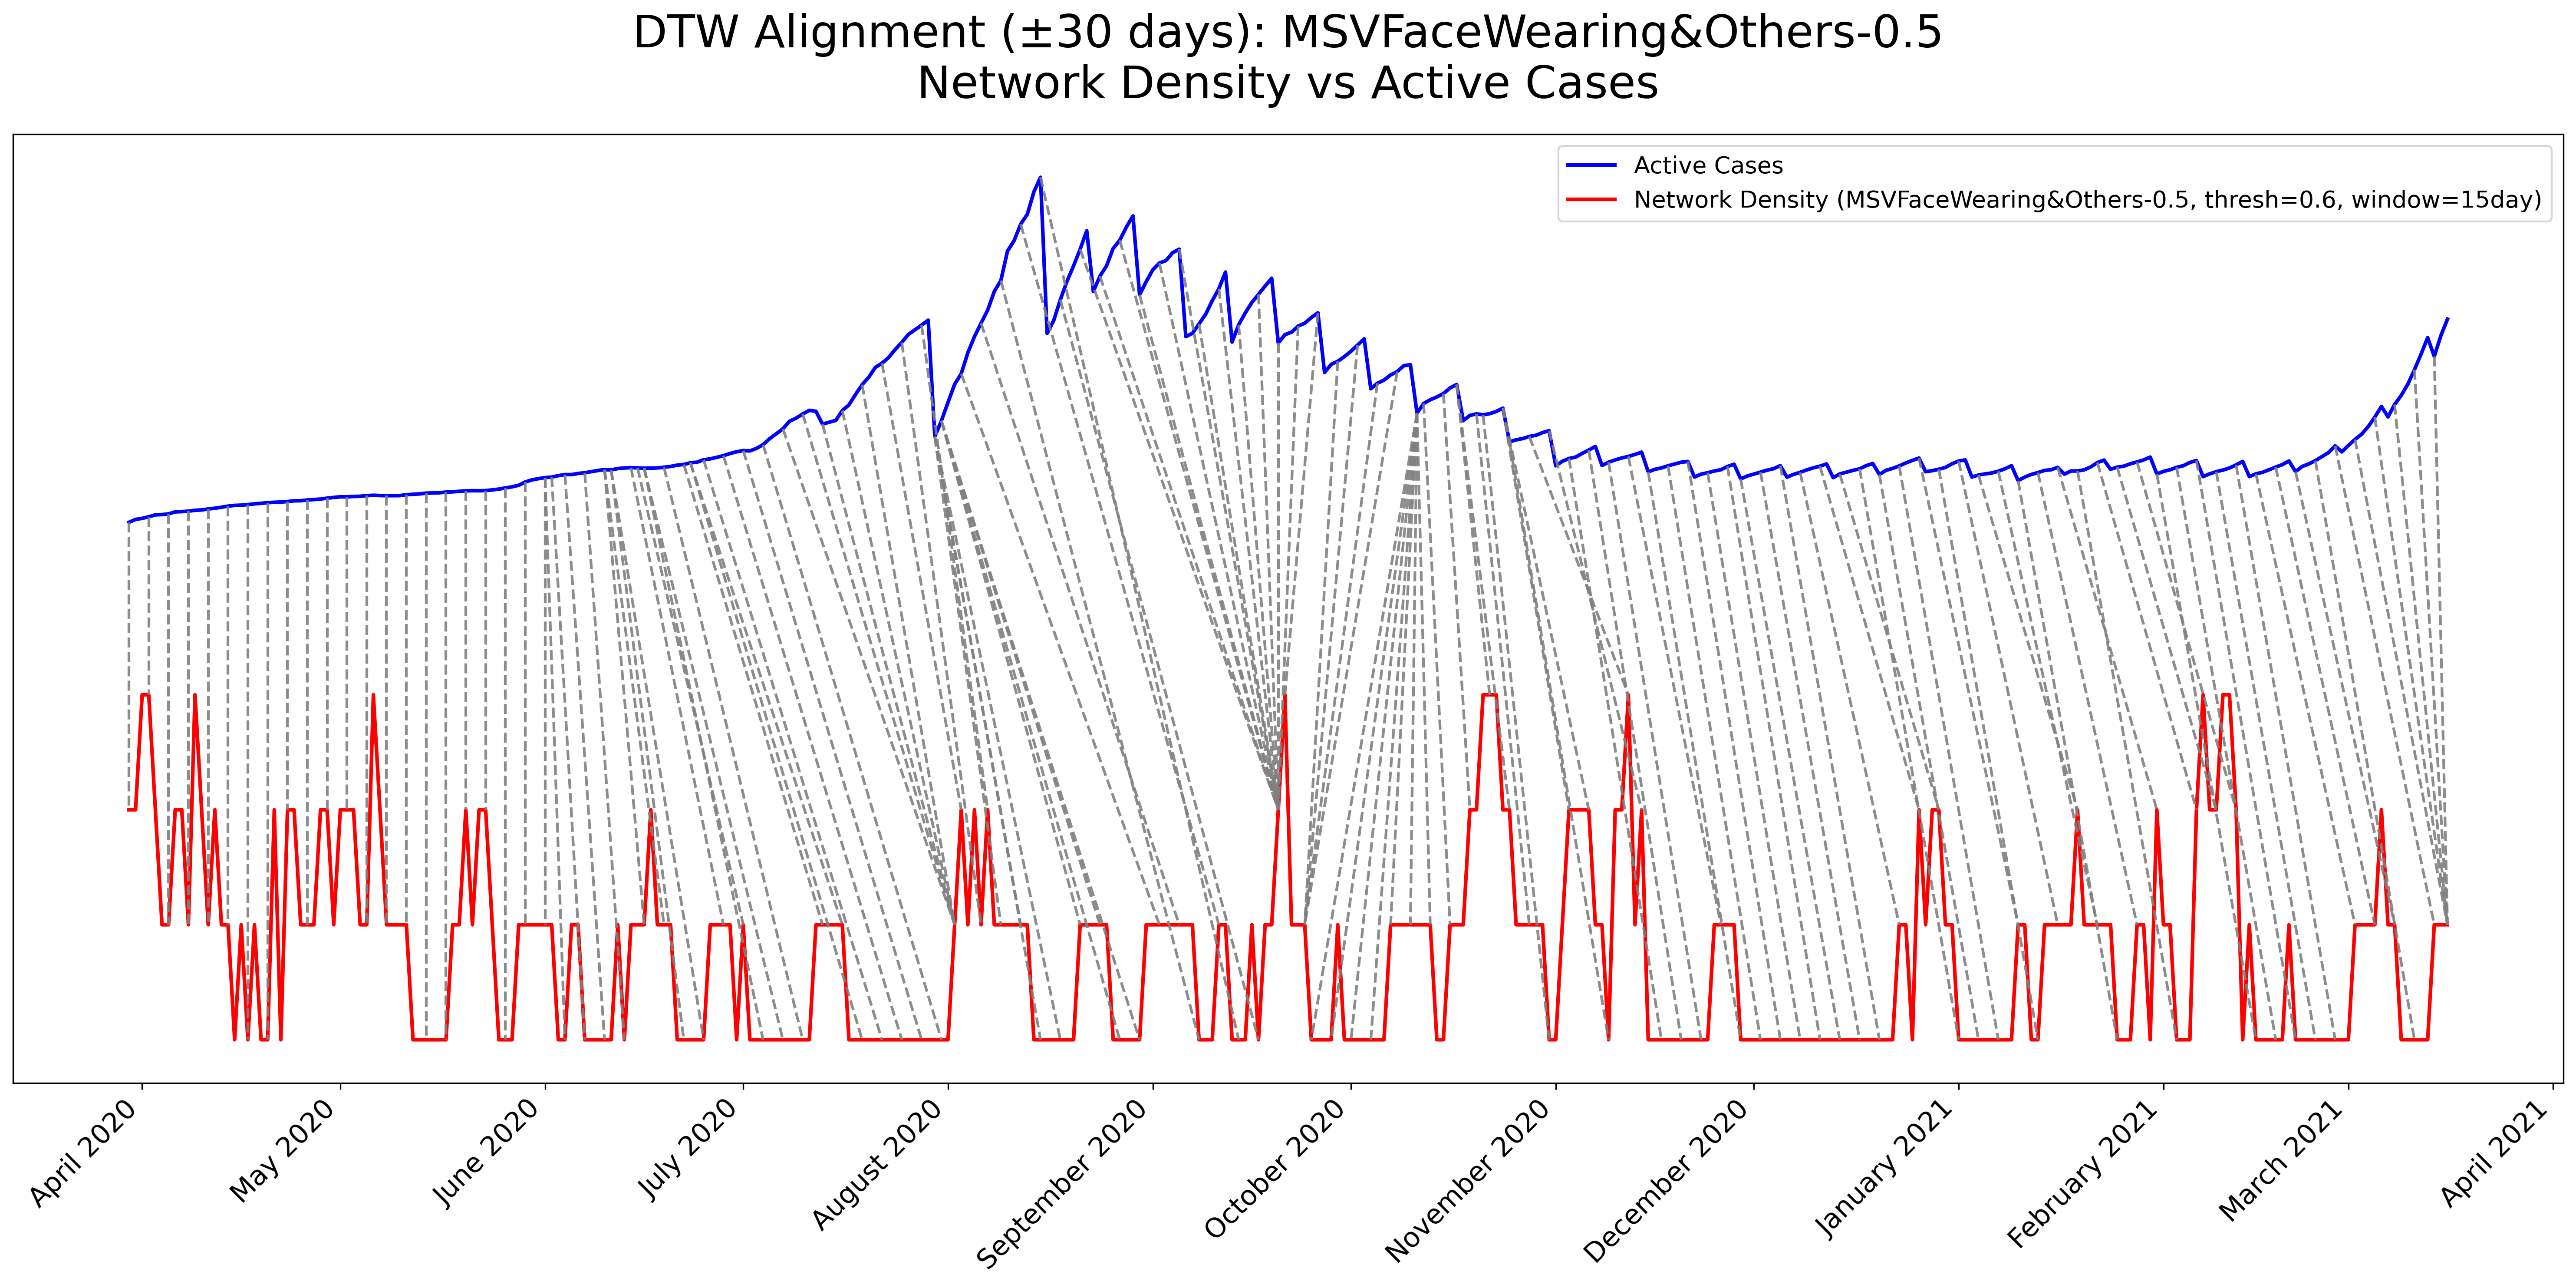 DTW Alignment (±30 days): MSVFaceWearing&Others-0.5
Network Density vs Active Cases
Active Cases
Network Density (MSVFaceWearing&Others-0.5, thresh=0.6, window=15day)
April 2020
May 2020
June 2020
July 2020
August 2020
September 2020
October 2020
November 2020
December 2020
January 2021
February 2021
March 2021
April 2021